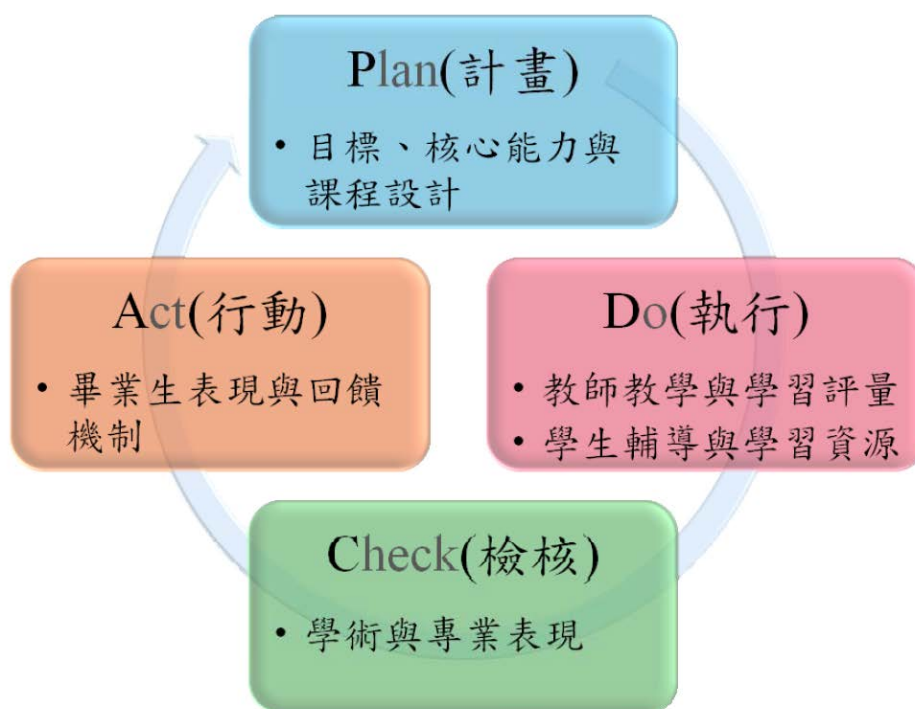 Plan(計畫)
• 目標、核心能力與
課程設計
Act(行動)
• 畢業生表現與回饋
機制
Do(執行)
• 教師教學與學習評量
• 學生輔導與學習資源
Check(檢核)
• 學術與專業表現